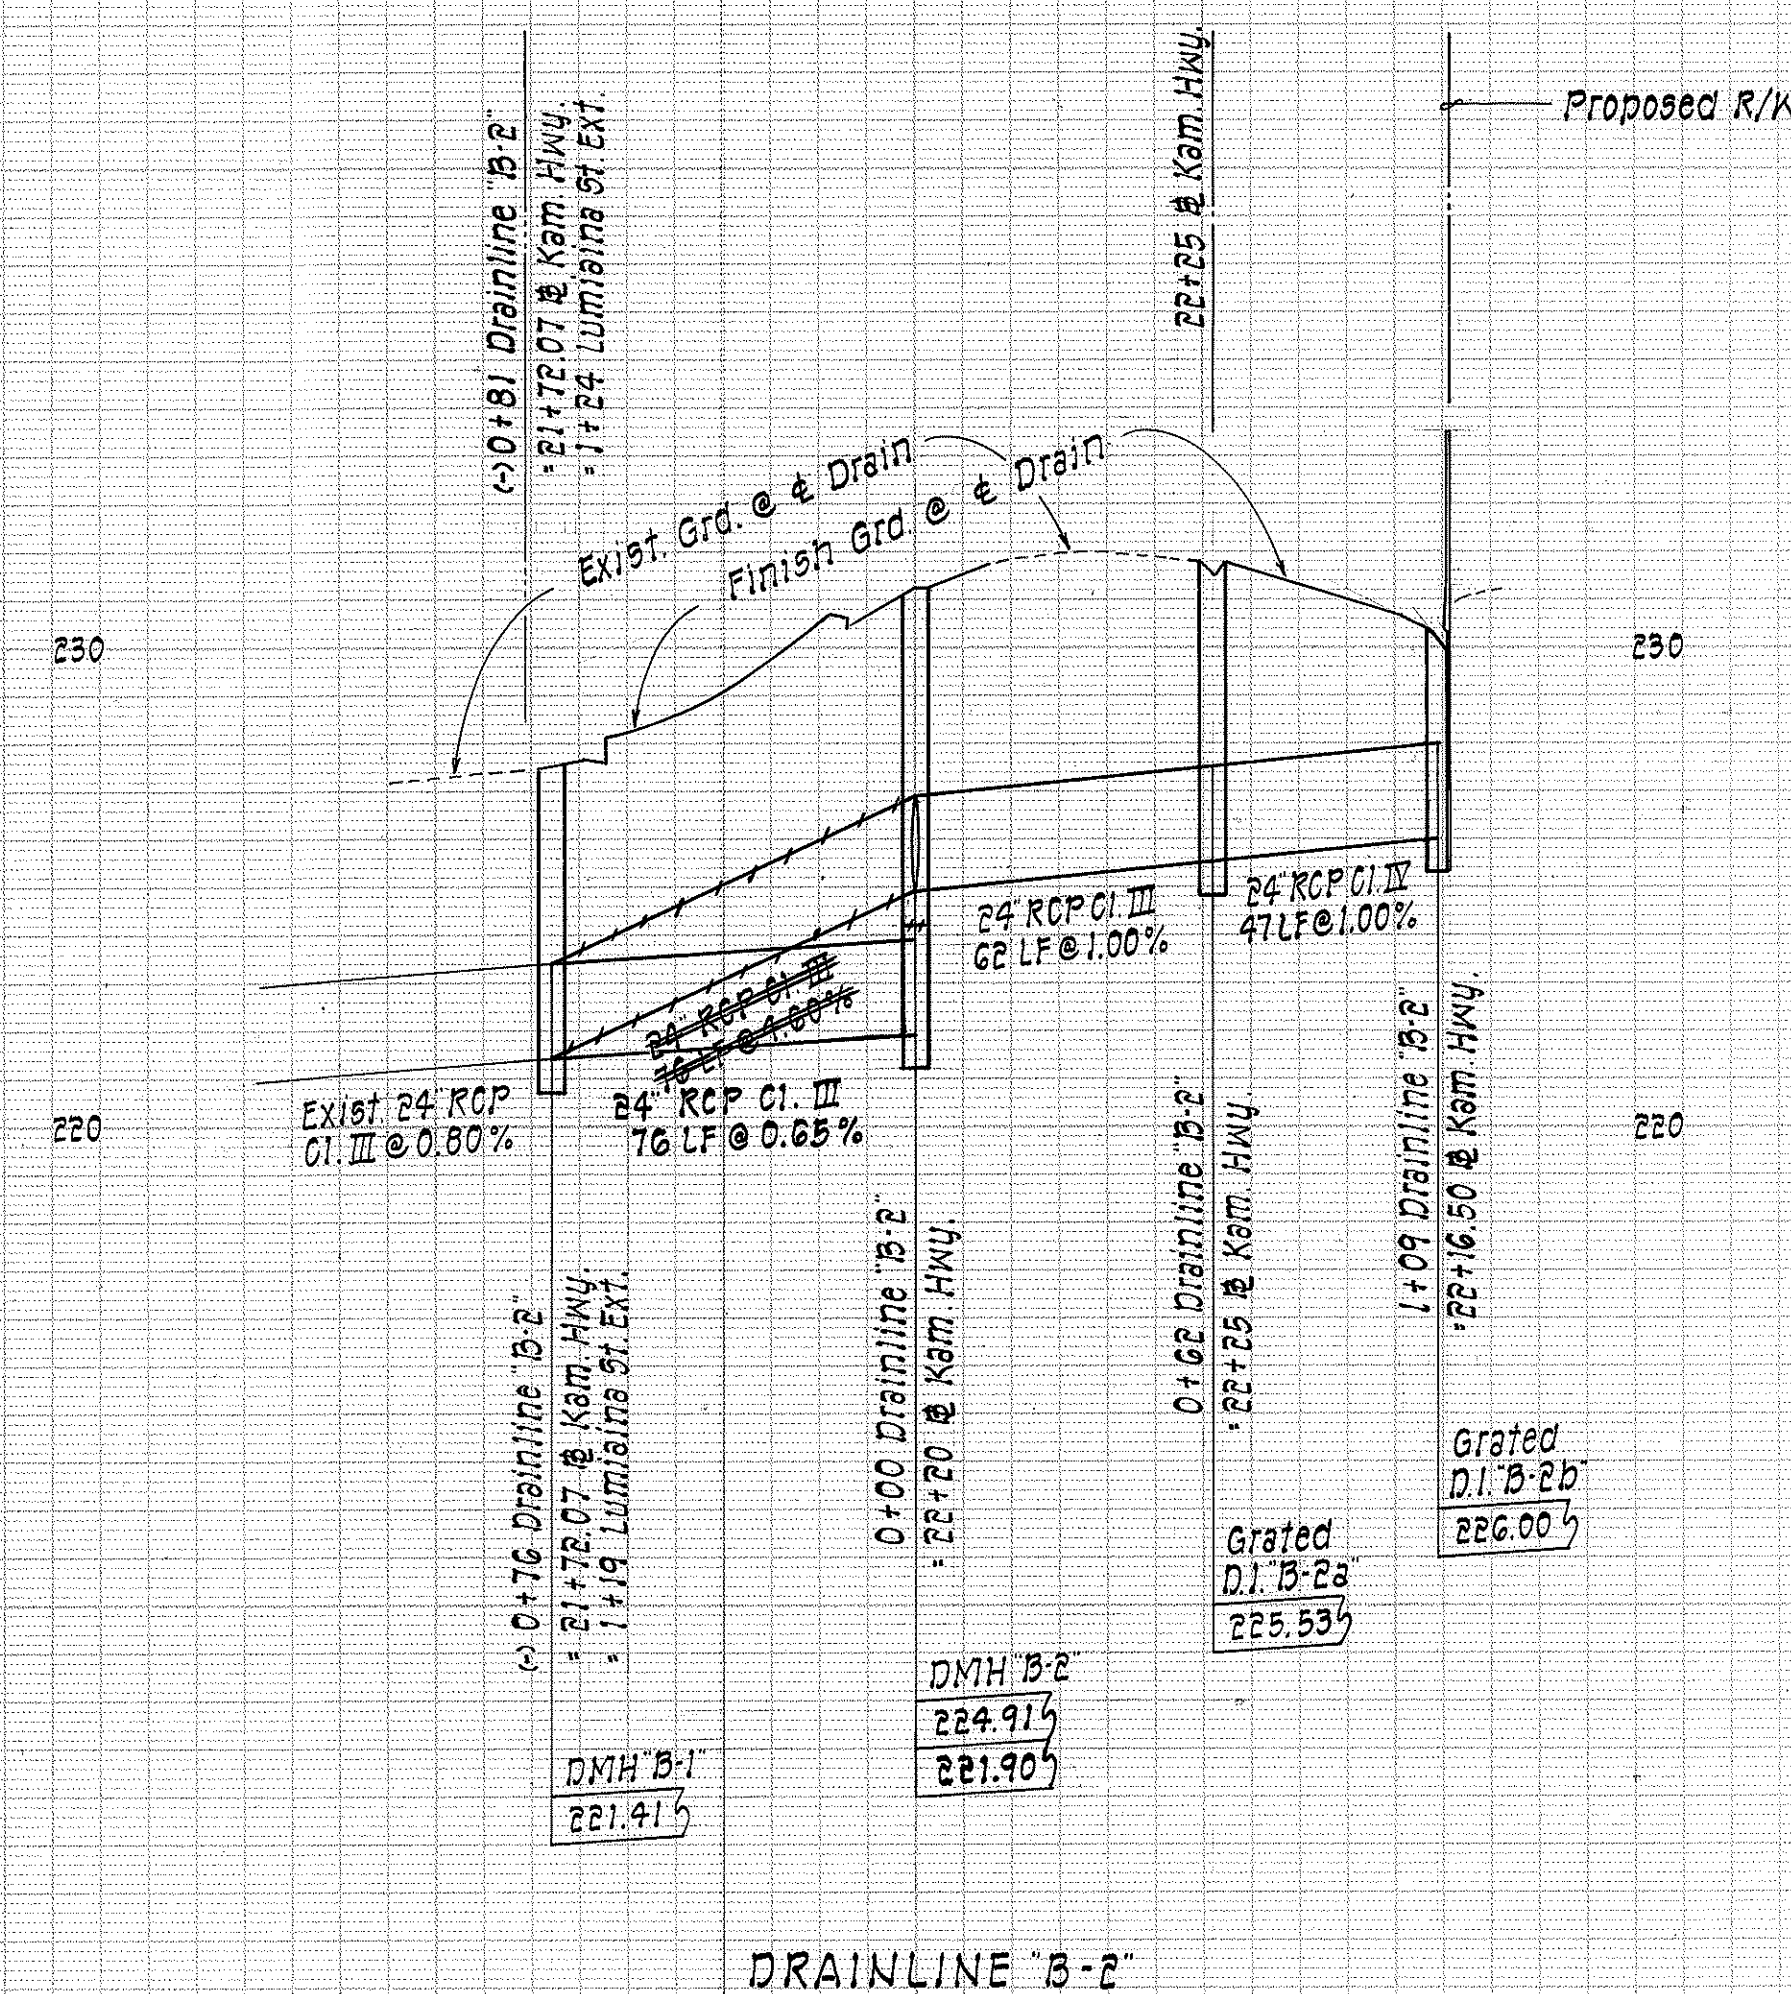 (-) 0+81 Drainline "B-2"
= 21+72.07 ⅊ Kam. Hwy.
= 1+24 Lumiaina St. Ext.
22+25 ⅊ Kam. Hwy.
Proposed R/
Exist. Grd. @ ℄ Drain
Finish Grd. @ ℄ Drain
230
230
24" RCP Cl. III
62 LF @ 1.00%
24" RCP Cl. IV
47 LF @ 1.00%
24" RCP Cl. III
76 LF @ 4.60%
Exist. 24" RCP
Cl. III @ 0.80%
24" RCP Cl. III
76 LF @ 0.65%
220
220
(-) 0+76 Drainline "B-2"
= 21+72.07 ⅊ Kam. Hwy.
= 1+19 Lumiaina St. Ext.
0+00 Drainline "B-2"
= 22+20 ⅊ Kam. Hwy.
0+62 Drainline "B-2"
= 22+25 ⅊ Kam. Hwy.
1+09 Drainline "B-2"
= 22+16.50 ⅊ Kam. Hwy.
Grated
D.I. "B-2b"
226.00
Grated
D.I. "B-2a"
225.53
DMH "B-2"
224.91
221.90
DMH "B-1"
221.41
DRAINLINE "B-2"